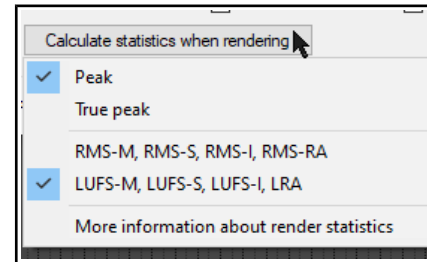 Calculate statistics when rendering
Peak
True peak
RMS-M, RMS-S, RMS-I, RMS-RA
LUFS-M, LUFS-S, LUFS-I, LRA
More information about render statistics